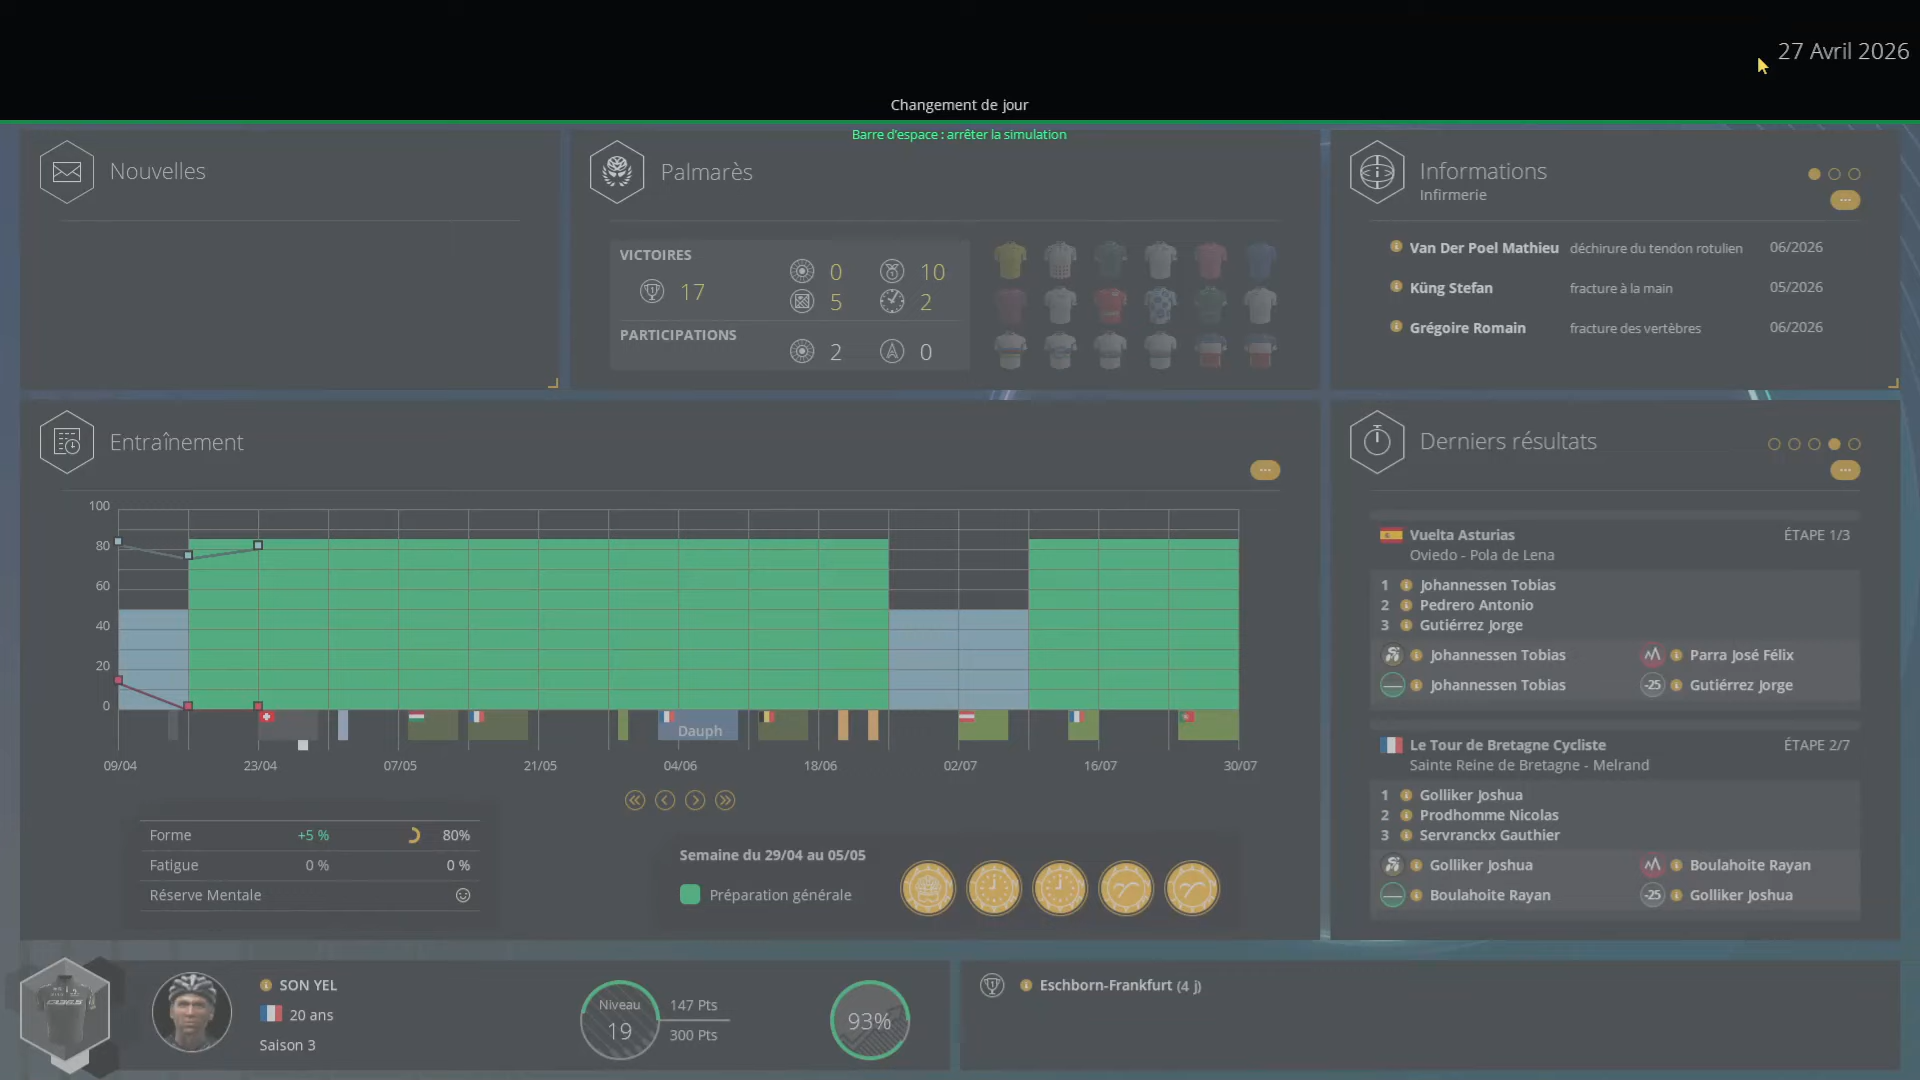 27 Avril 2026
Changement de jour
Barre d'espace : arrêter la simulation
Nouvelles
Palmarès
VICTOIRES
17
0
10
5
2
PARTICIPATIONS
2
0
Informations
Infirmerie
Van Der Poel Mathieu déchirure du tendon rotulien 06/2026
Küng Stefan fracture à la main 05/2026
Grégoire Romain fracture des vertèbres 06/2026
Entraînement
100
80
60
40
20
0
Dauph
09/04 23/04 07/05 21/05 04/06 18/06 02/07 16/07 30/07
Forme +5 % 80%
Fatigue 0 % 0 %
Réserve Mentale
Semaine du 29/04 au 05/05
Préparation générale
Derniers résultats
Vuelta Asturias ÉTAPE 1/3
Oviedo - Pola de Lena
1 Johannessen Tobias
2 Pedrero Antonio
3 Gutiérrez Jorge
Johannessen Tobias Parra José Félix
Johannessen Tobias -25 Gutiérrez Jorge
Le Tour de Bretagne Cycliste ÉTAPE 2/7
Sainte Reine de Bretagne - Melrand
1 Golliker Joshua
2 Prodhomme Nicolas
3 Servranckx Gauthier
Golliker Joshua Boulahoite Rayan
Boulahoite Rayan -25 Golliker Joshua
SON YEL
20 ans
Saison 3
Niveau
19
147 Pts
300 Pts
93%
Eschborn-Frankfurt (4 j)